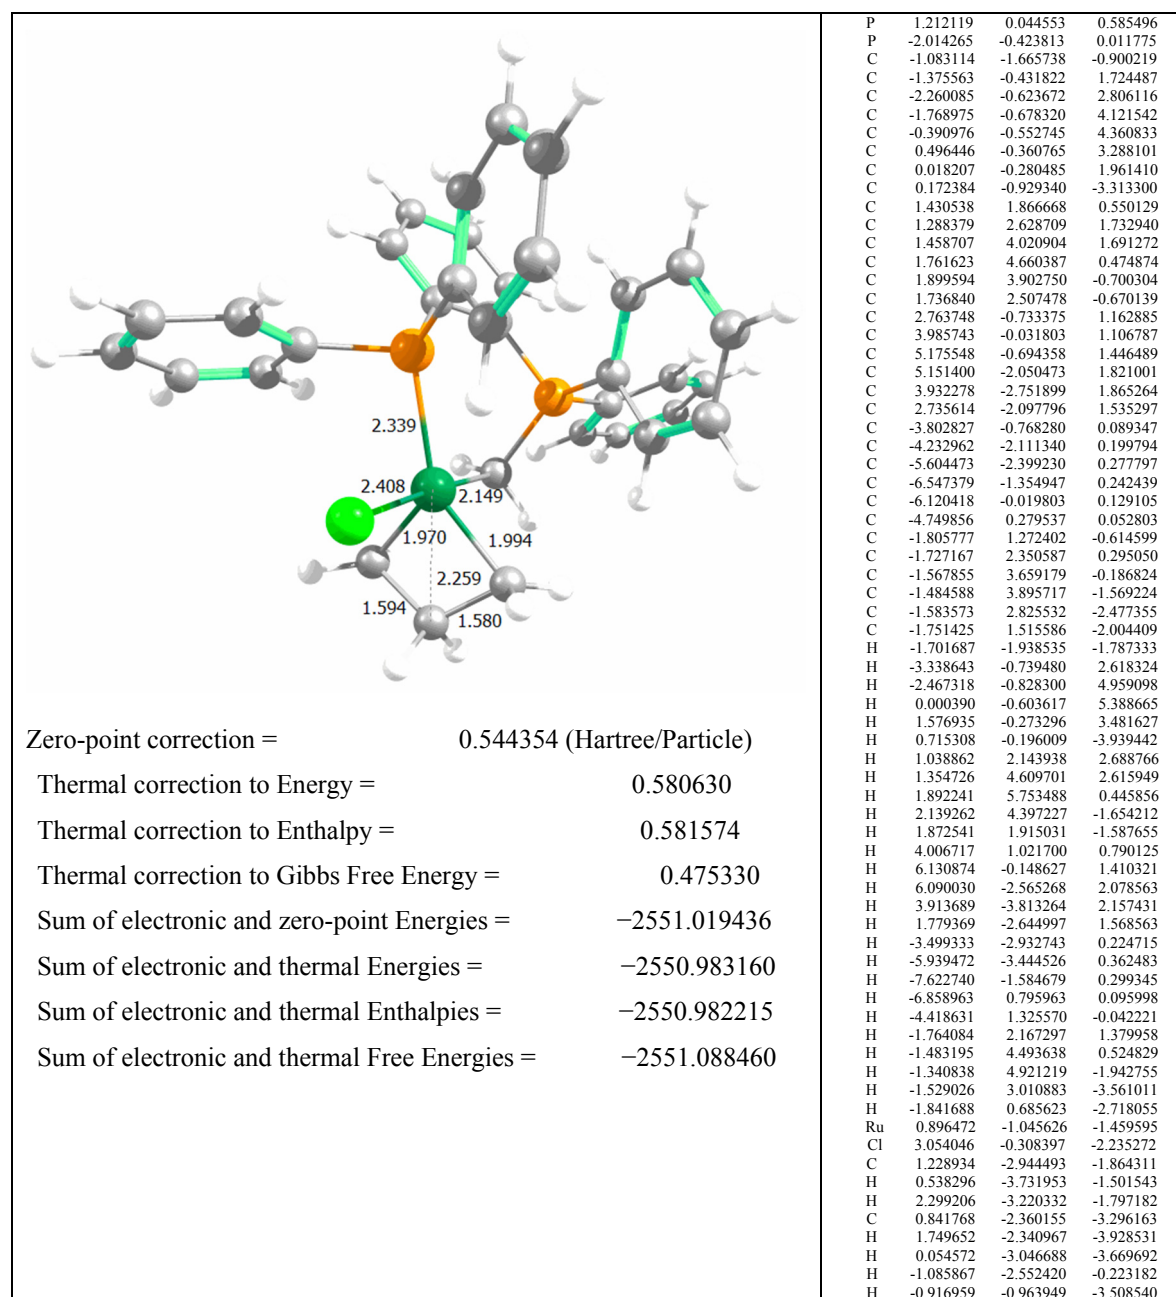 2.339
2.408
2.149
1.970
1.994
2.259
1.594
1.580
Zero-point correction = 0.544354 (Hartree/Particle)
Thermal correction to Energy = 0.580630
Thermal correction to Enthalpy = 0.581574
Thermal correction to Gibbs Free Energy = 0.475330
Sum of electronic and zero-point Energies = −2551.019436
Sum of electronic and thermal Energies = −2550.983160
Sum of electronic and thermal Enthalpies = −2550.982215
Sum of electronic and thermal Free Energies = −2551.088460
P 1.212119 0.044553 0.585496
P -2.014265 -0.423813 0.011775
C -1.083114 -1.665738 -0.900219
C -1.375563 -0.431822 1.724487
C -2.260085 -0.623672 2.806116
C -1.768975 -0.678320 4.121542
C -0.390976 -0.552745 4.360833
C 0.496446 -0.360765 3.288101
C 0.018207 -0.280485 1.961410
C 0.172384 -0.929340 -3.313300
C 1.430538 1.866668 0.550129
C 1.288379 2.628709 1.732940
C 1.458707 4.020904 1.691272
C 1.761623 4.660387 0.474874
C 1.899594 3.902750 -0.700304
C 1.736840 2.507478 -0.670139
C 2.763748 -0.733375 1.162885
C 3.985743 -0.031803 1.106787
C 5.175548 -0.694358 1.446489
C 5.151400 -2.050473 1.821001
C 3.932278 -2.751899 1.865264
C 2.735614 -2.097796 1.535297
C -3.802827 -0.768280 0.089347
C -4.232962 -2.111340 0.199794
C -5.604473 -2.399230 0.277797
C -6.547379 -1.354947 0.242439
C -6.120418 -0.019803 0.129105
C -4.749856 0.279537 0.052803
C -1.805777 1.272402 -0.614599
C -1.727167 2.350587 0.295050
C -1.567855 3.659179 -0.186824
C -1.484588 3.895717 -1.569224
C -1.583573 2.825532 -2.477355
C -1.751425 1.515586 -2.004409
H -1.701687 -1.938535 -1.787333
H -3.338643 -0.739480 2.618324
H -2.467318 -0.828300 4.959098
H 0.000390 -0.603617 5.388665
H 1.576935 -0.273296 3.481627
H 0.715308 -0.196009 -3.939442
H 1.038862 2.143938 2.688766
H 1.354726 4.609701 2.615949
H 1.892241 5.753488 0.445856
H 2.139262 4.397227 -1.654212
H 1.872541 1.915031 -1.587655
H 4.006717 1.021700 0.790125
H 6.130874 -0.148627 1.410321
H 6.090030 -2.565268 2.078563
H 3.913689 -3.813264 2.157431
H 1.779369 -2.644997 1.568563
H -3.499333 -2.932743 0.224715
H -5.939472 -3.444526 0.362483
H -7.622740 -1.584679 0.299345
H -6.858963 0.795963 0.095998
H -4.418631 1.325570 -0.042221
H -1.764084 2.167297 1.379958
H -1.483195 4.493638 0.524829
H -1.340838 4.921219 -1.942755
H -1.529026 3.010883 -3.561011
H -1.841688 0.685623 -2.718055
Ru 0.896472 -1.045626 -1.459595
Cl 3.054046 -0.308397 -2.235272
C 1.228934 -2.944493 -1.864311
H 0.538296 -3.731953 -1.501543
H 2.299206 -3.220332 -1.797182
C 0.841768 -2.360155 -3.296163
H 1.749652 -2.340967 -3.928531
H 0.054572 -3.046688 -3.669692
H -1.085867 -2.552420 -0.223182
H -0.916959 -0.963949 -3.508540